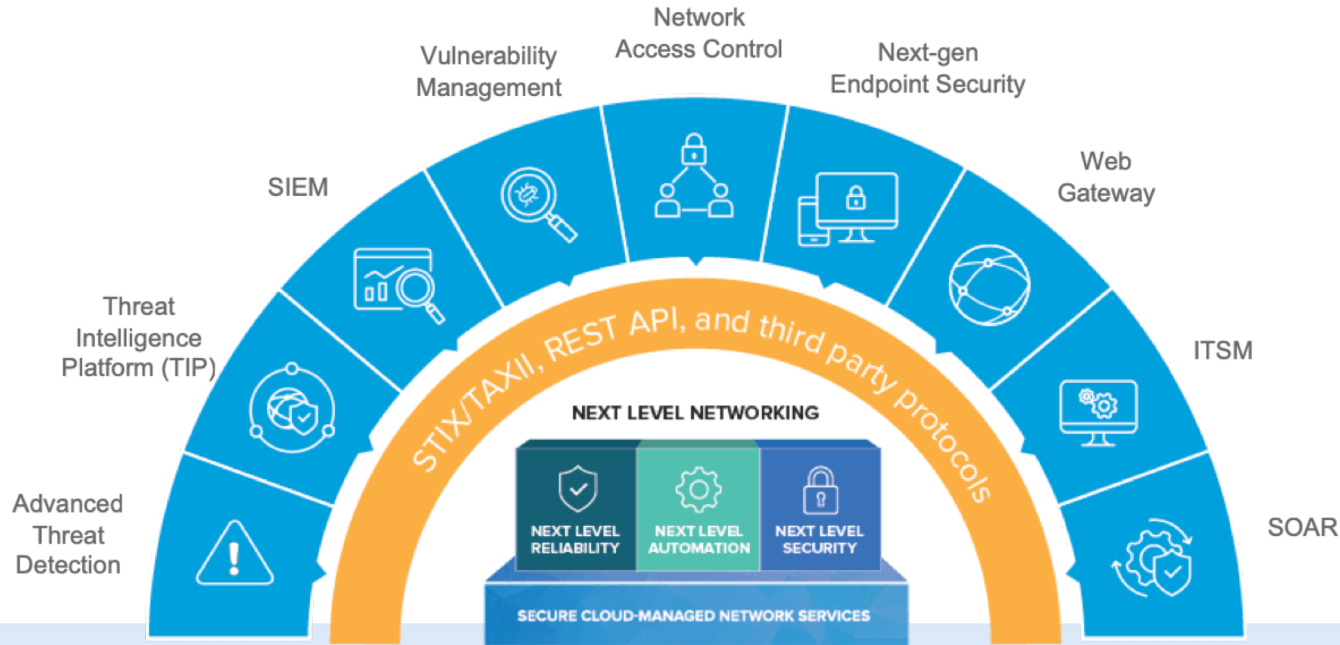 Network
Access Control
Vulnerability
Management
Next-gen
Endpoint Security
SIEM
Web
Gateway
Threat
Intelligence
Platform (TIP)
ITSM
Advanced
Threat
Detection
SOAR
STIX/TAXII, REST API, and third party protocols
NEXT LEVEL NETWORKING
NEXT LEVEL
RELIABILITY
NEXT LEVEL
AUTOMATION
NEXT LEVEL
SECURITY
SECURE CLOUD-MANAGED NETWORK SERVICES